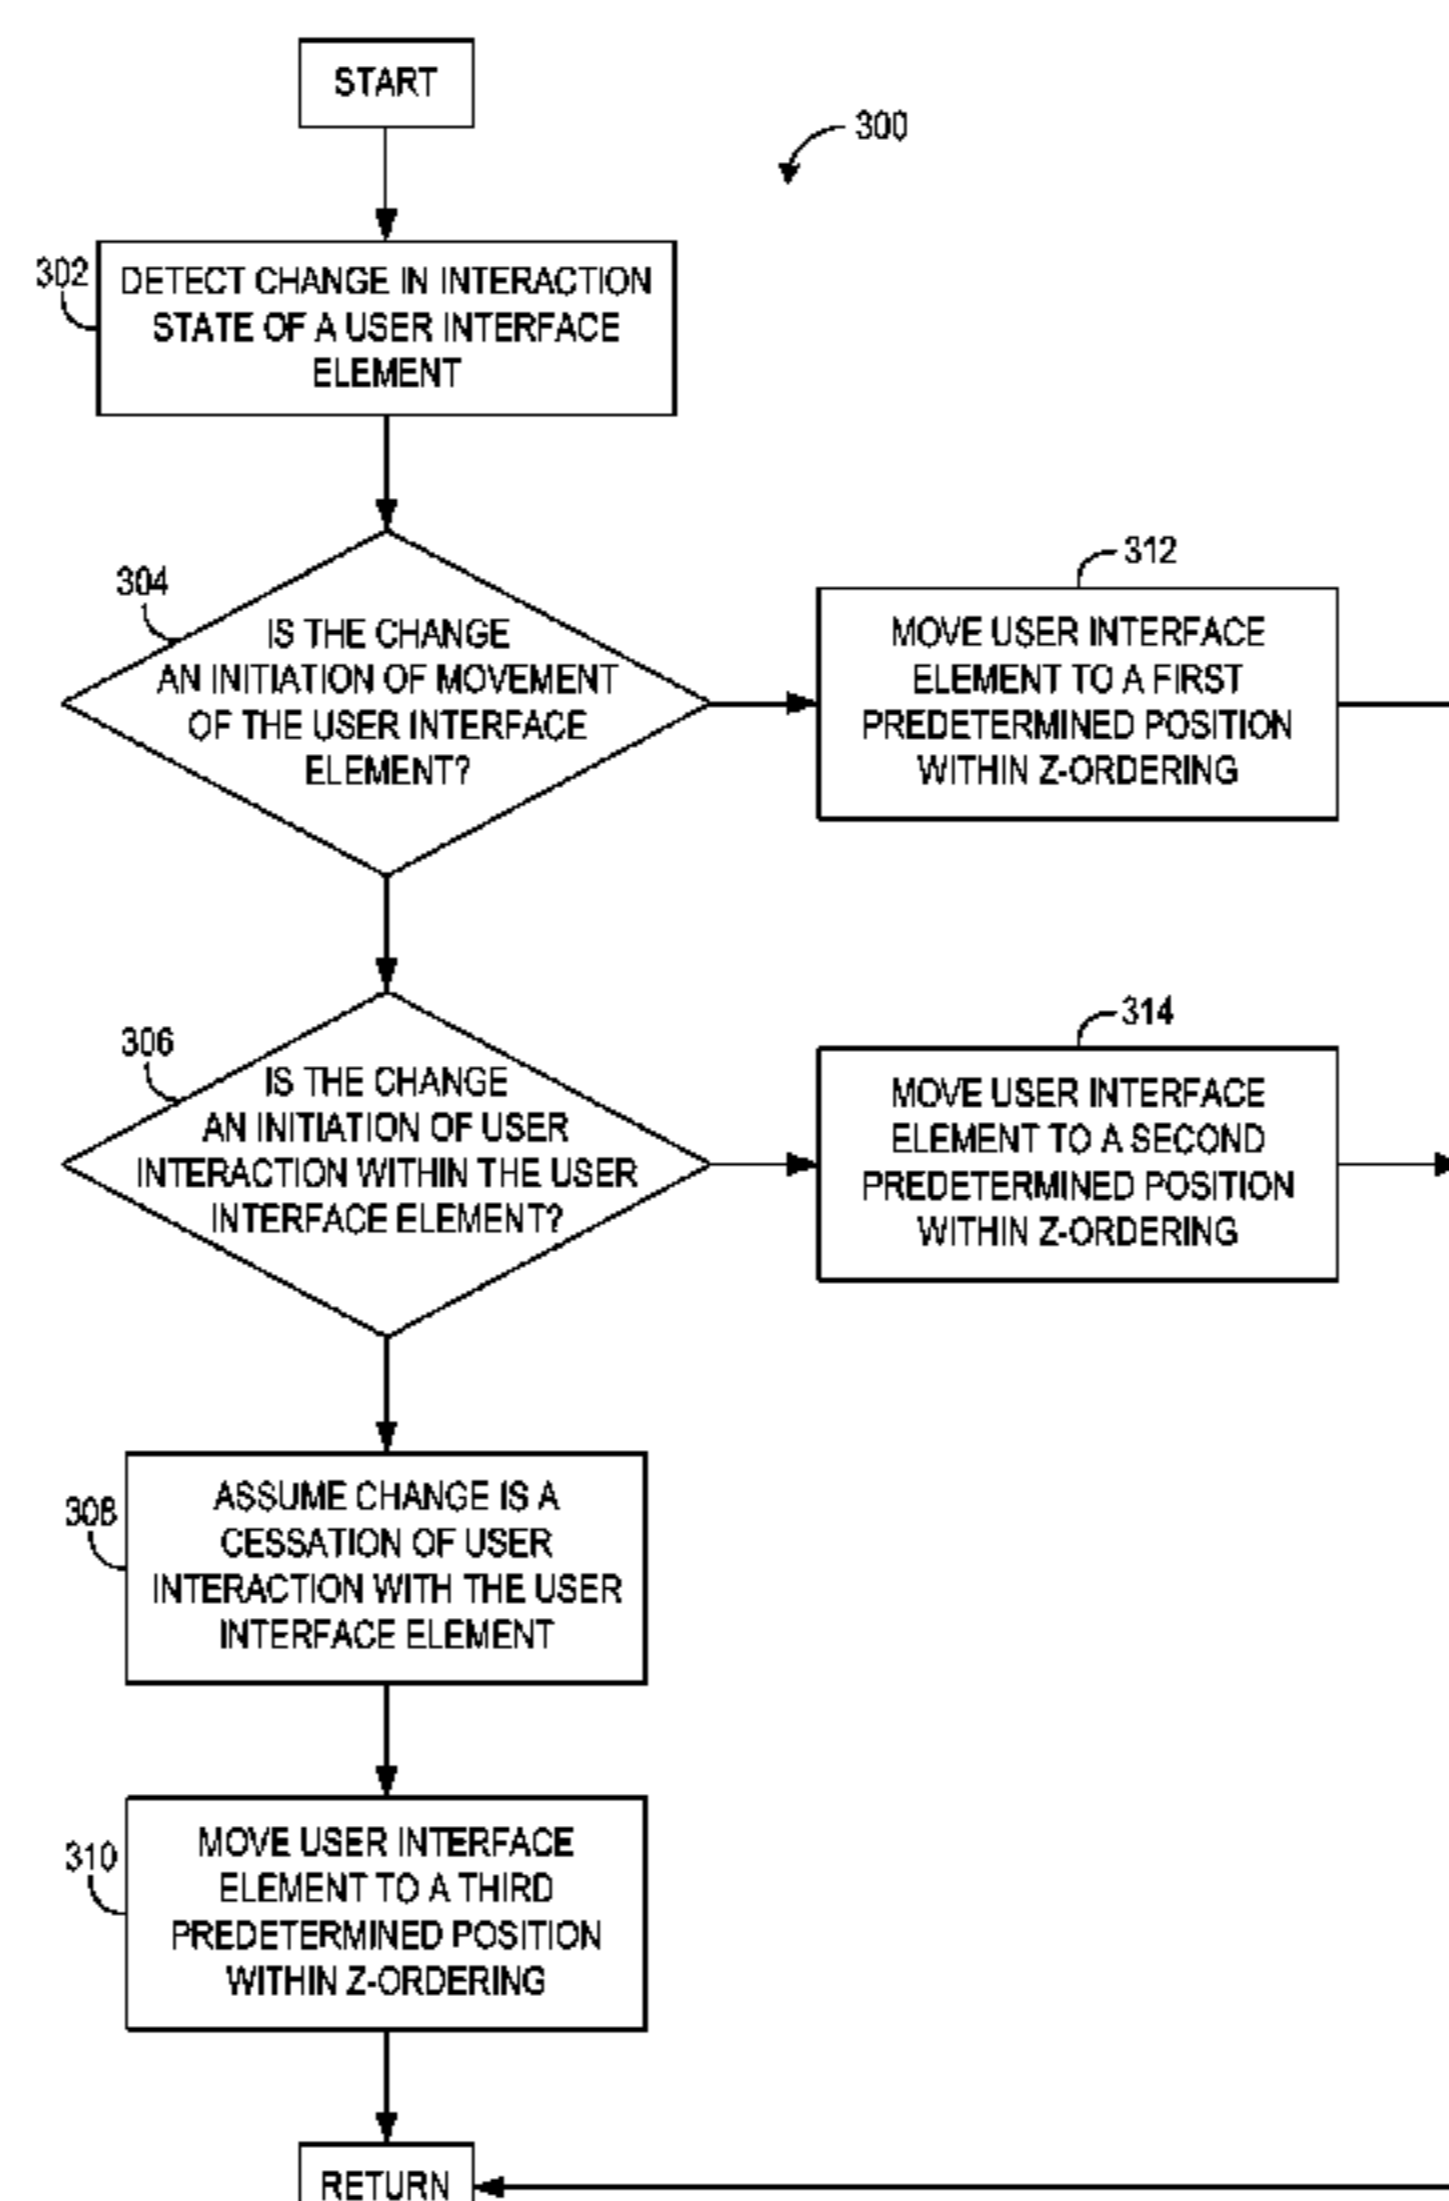 START
300
302
DETECT CHANGE IN INTERACTION
STATE OF A USER INTERFACE
ELEMENT
304
IS THE CHANGE
AN INITIATION OF MOVEMENT
OF THE USER INTERFACE
ELEMENT?
312
MOVE USER INTERFACE
ELEMENT TO A FIRST
PREDETERMINED POSITION
WITHIN Z-ORDERING
306
IS THE CHANGE
AN INITIATION OF USER
INTERACTION WITHIN THE USER
INTERFACE ELEMENT?
314
MOVE USER INTERFACE
ELEMENT TO A SECOND
PREDETERMINED POSITION
WITHIN Z-ORDERING
308
ASSUME CHANGE IS A
CESSATION OF USER
INTERACTION WITH THE USER
INTERFACE ELEMENT
310
MOVE USER INTERFACE
ELEMENT TO A THIRD
PREDETERMINED POSITION
WITHIN Z-ORDERING
RETURN